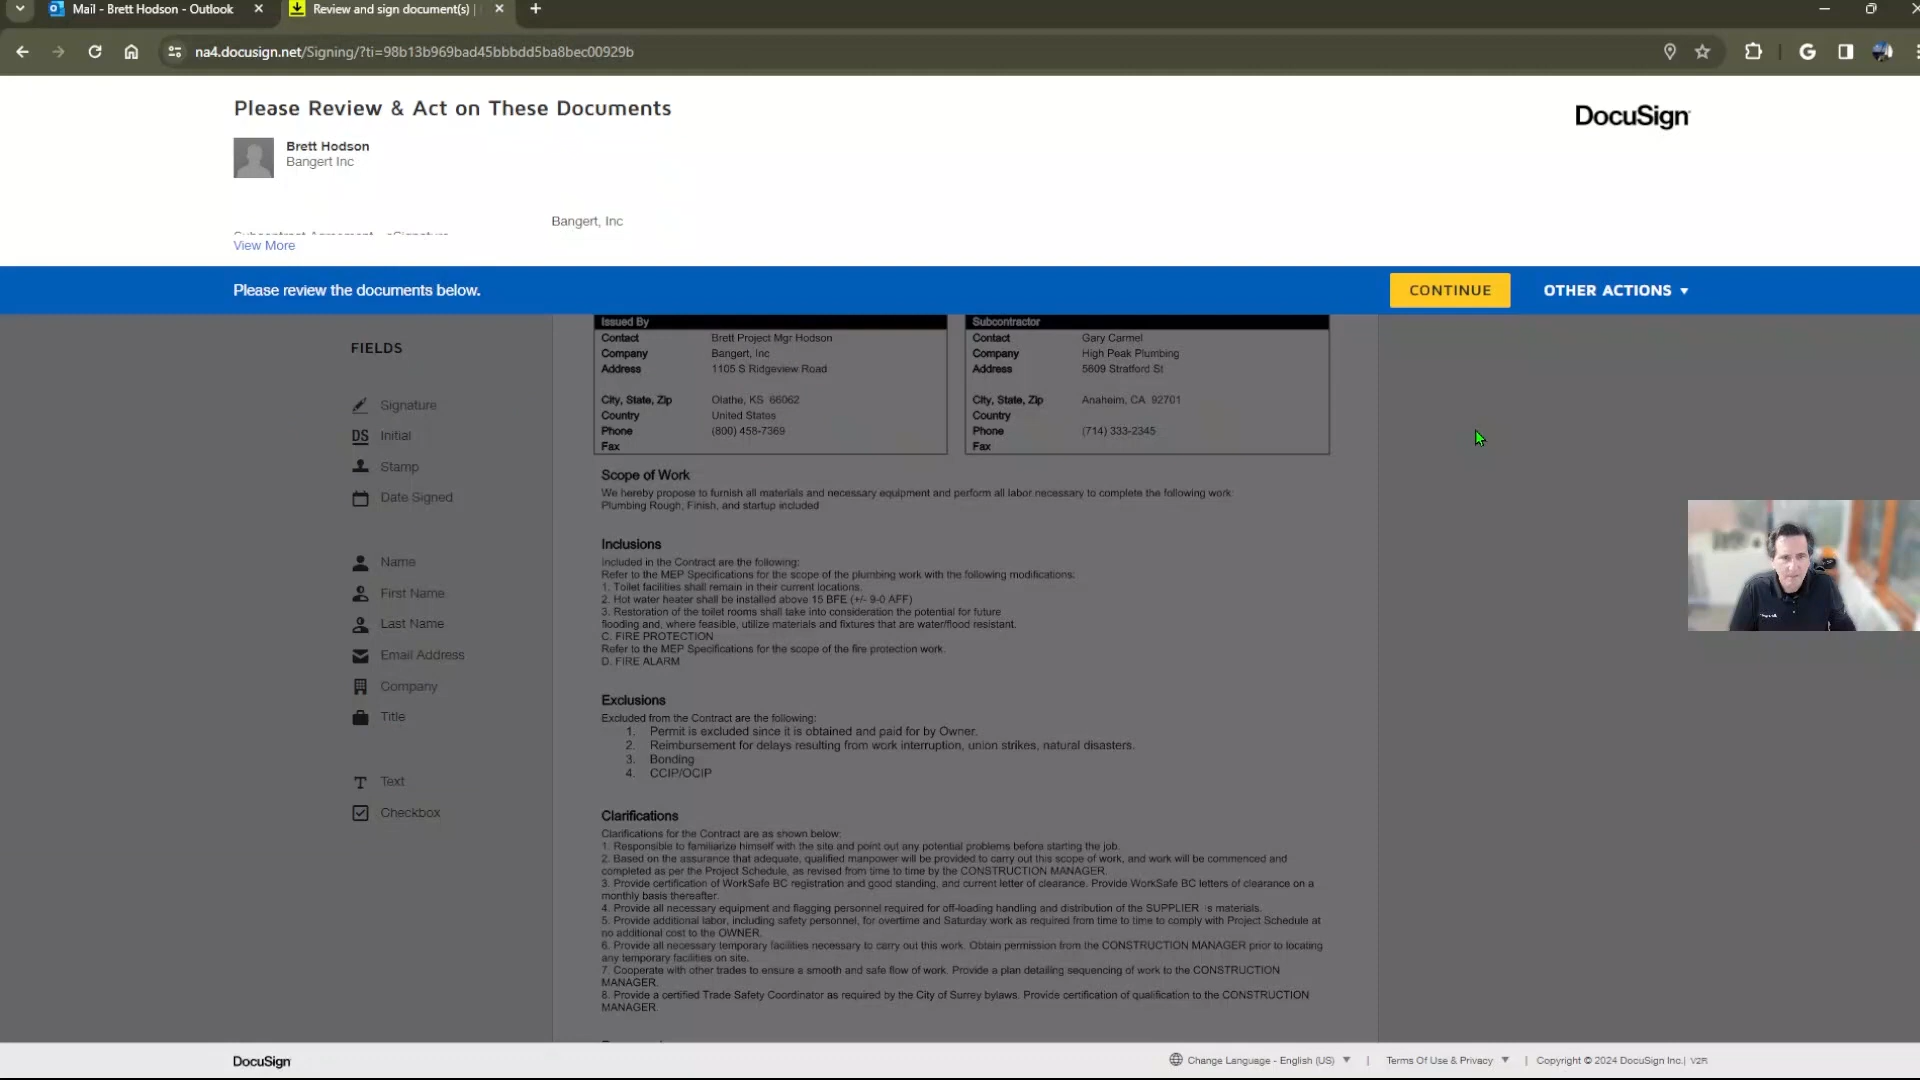 Mail - Brett Hodson - Outlook
Review and sign document(s) |
na4.docusign.net/Signing/?ti=98b13b969bad45bbbdd5ba8bec00929b
Please Review & Act on These Documents
DocuSign
Brett Hodson
Bangert Inc
Bangert, Inc
Subcontract Agreement - eSignature
View More
Please review the documents below.
CONTINUE
OTHER ACTIONS
FIELDS
Signature
DS Initial
Stamp
Date Signed
Name
First Name
Last Name
Email Address
Company
Title
Text
Checkbox
Issued By
Contact Brett Project Mgr Hodson
Company Bangert, Inc
Address 1105 S Ridgeview Road
City, State, Zip Olathe, KS 66062
Country United States
Phone (800) 458-7369
Fax
Subcontractor
Contact Gary Carmel
Company High Peak Plumbing
Address 5609 Stratford St
City, State, Zip Anaheim, CA 92701
Country
Phone (714) 333-2345
Fax
Scope of Work
We hereby propose to furnish all materials and necessary equipment and perform all labor necessary to complete the following work:
Plumbing Rough, Finish, and startup included
Inclusions
Included in the Contract are the following:
Refer to the MEP Specifications for the scope of the plumbing work with the following modifications:
1. Toilet facilities shall remain in their current locations.
2. Hot water heater shall be installed above 15 BFE (+/- 9-0 AFF)
3. Restoration of the toilet rooms shall take into consideration the potential for future
flooding and, where feasible, utilize materials and fixtures that are water/flood resistant.
C. FIRE PROTECTION
Refer to the MEP Specifications for the scope of the fire protection work.
D. FIRE ALARM
Exclusions
Excluded from the Contract are the following:
1. Permit is excluded since it is obtained and paid for by Owner.
2. Reimbursement for delays resulting from work interruption, union strikes, natural disasters.
3. Bonding
4. CCIP/OCIP
Clarifications
Clarifications for the Contract are as shown below:
1. Responsible to familiarize himself with the site and point out any potential problems before starting the job.
2. Based on the assurance that adequate, qualified manpower will be provided to carry out this scope of work, and work will be commenced and
completed as per the Project Schedule, as revised from time to time by the CONSTRUCTION MANAGER.
3. Provide certification of WorkSafe BC registration and good standing, and current letter of clearance. Provide WorkSafe BC letters of clearance on a
monthly basis thereafter.
4. Provide all necessary equipment and flagging personnel required for off-loading handling and distribution of the SUPPLIER s materials.
5. Provide additional labor, including safety personnel, for overtime and Saturday work as required from time to time to comply with Project Schedule at
no additional cost to the OWNER.
6. Provide all necessary temporary facilities necessary to carry out this work. Obtain permission from the CONSTRUCTION MANAGER prior to locating
any temporary facilities on site.
7. Cooperate with other trades to ensure a smooth and safe flow of work. Provide a plan detailing sequencing of work to the CONSTRUCTION
MANAGER.
8. Provide a certified Trade Safety Coordinator as required by the City of Surrey bylaws. Provide certification of qualification to the CONSTRUCTION
MANAGER.
DocuSign
Change Language - English (US) | Terms Of Use & Privacy | Copyright © 2024 DocuSign Inc. | V2R